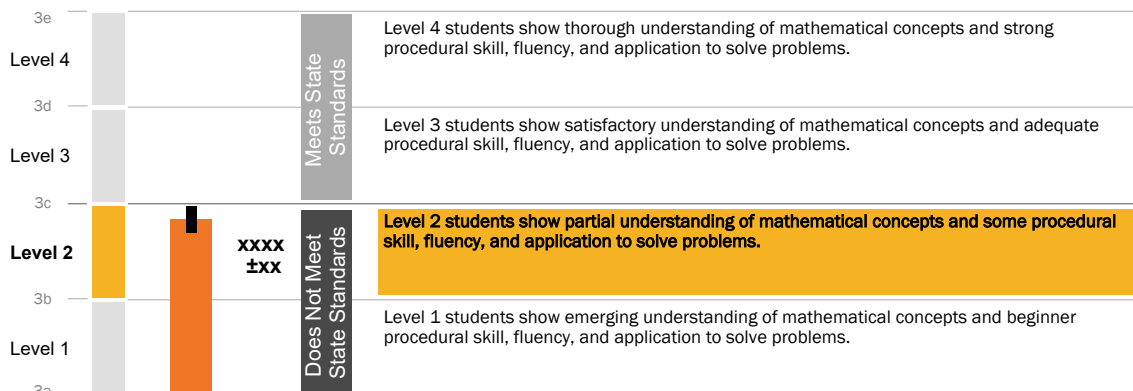 3e
Level 4
Level 4 students show thorough understanding of mathematical concepts and strong
procedural skill, fluency, and application to solve problems.
Meets State
Standards
3d
Level 3
Level 3 students show satisfactory understanding of mathematical concepts and adequate
procedural skill, fluency, and application to solve problems.
3c
Level 2
xxxx
±xx
Does Not Meet
State Standards
Level 2 students show partial understanding of mathematical concepts and some procedural
skill, fluency, and application to solve problems.
3b
Level 1
Level 1 students show emerging understanding of mathematical concepts and beginner
procedural skill, fluency, and application to solve problems.
3a